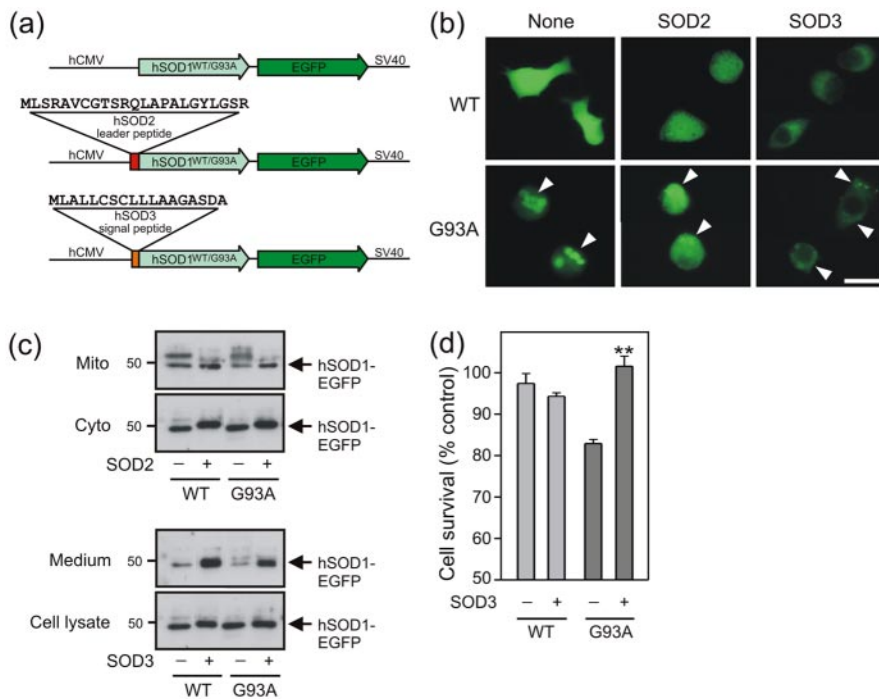 (a)
hCMV hSOD1WT/G93A EGFP SV40
MLSRAVCGTSRQLAPALGYLGSR
hSOD2
leader peptide
hCMV hSOD1WT/G93A EGFP SV40
MLALLCSCLLLAAGASDA
hSOD3
signal peptide
hCMV hSOD1WT/G93A EGFP SV40
(b)
None SOD2 SOD3
WT
G93A
(c)
Mito 50 hSOD1-
EGFP
Cyto 50 hSOD1-
EGFP
SOD2 – + – +
WT G93A
Medium 50 hSOD1-
EGFP
Cell lysate 50 hSOD1-
EGFP
SOD3 – + – +
WT G93A
(d)
**
Cell survival (% control)
100
90
80
70
60
50
SOD3 – + – +
WT G93A